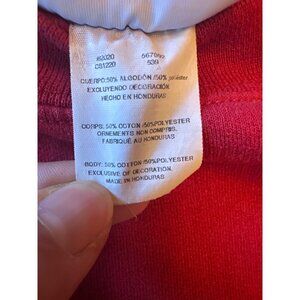 CUERPO:50% ALGODÓN /50% poliéster
EXCLUYENDO DECORACIÓN
HECHO EN HONDURAS
CORPS: 50% COTON /50%POLYESTER
ORNEMENTS NON COMPRIS.
FABRIQUÉ AU HONDURAS
BODY: 50% COTTON /50%POLYESTER
EXCLUSIVE OF DECORATION.
MADE IN HONDURAS